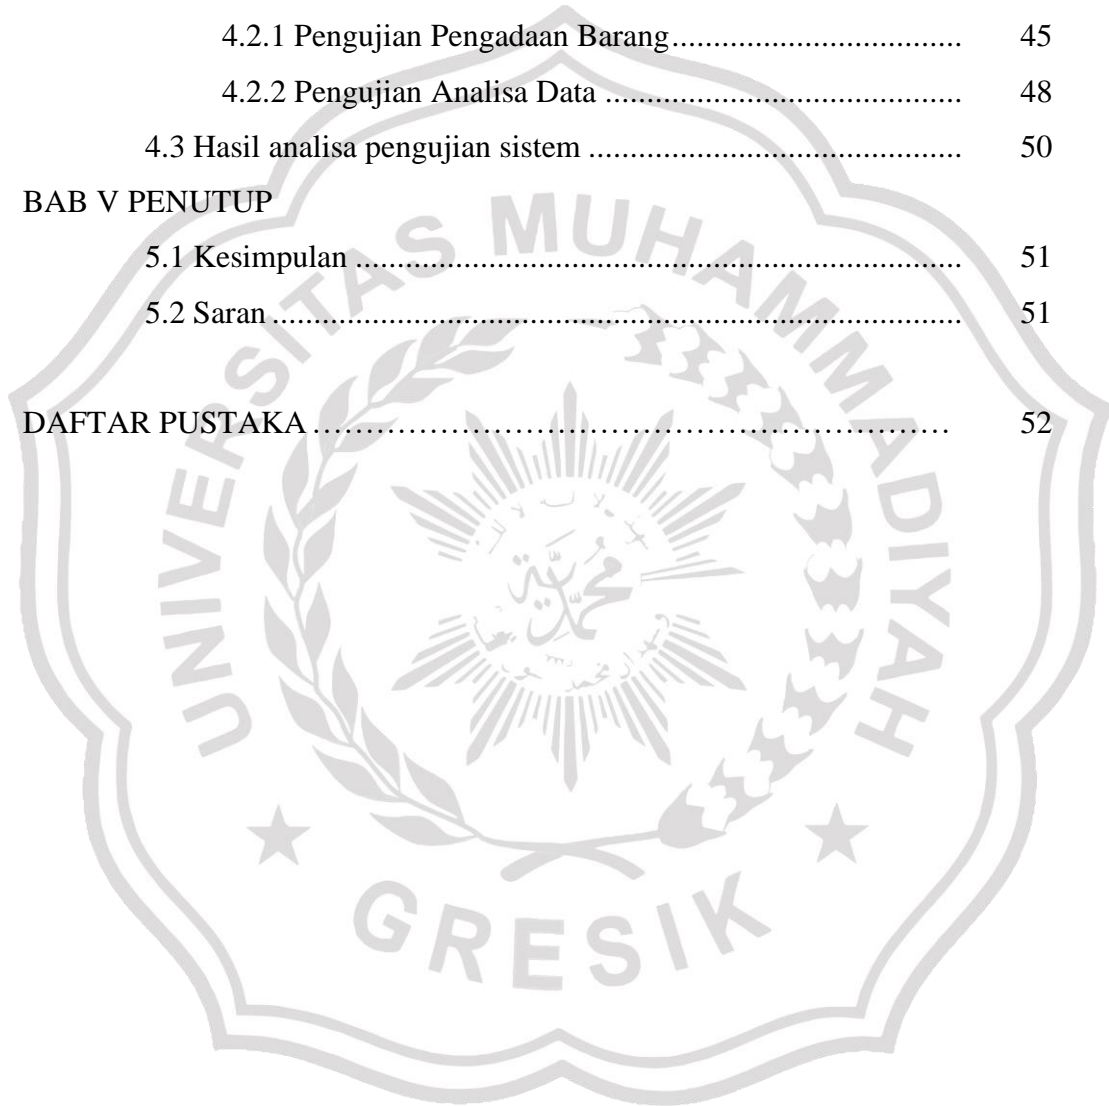 4.2.1 Pengujian Pengadaan Barang................................... 45
4.2.2 Pengujian Analisa Data ........................................... 48
4.3 Hasil analisa pengujian sistem ............................................. 50
BAB V PENUTUP
5.1 Kesimpulan ......................................................................... 51
5.2 Saran ................................................................................... 51
DAFTAR PUSTAKA …………………………………………………… 52
UNIVERSITAS MUHAMMADIYAH
محمدية
GRESIK